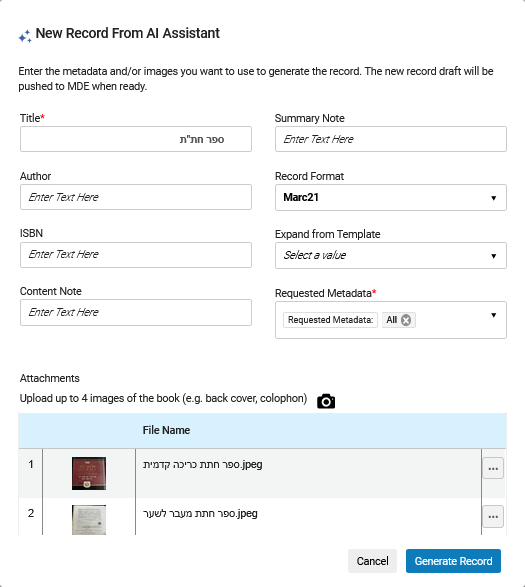 New Record From AI Assistant
Enter the metadata and/or images you want to use to generate the record. The new record draft will be
pushed to MDE when ready.
Title*
ספר חת"ת
Summary Note
Enter Text Here
Author
Enter Text Here
Record Format
Marc21
ISBN
Enter Text Here
Expand from Template
Select a value
Content Note
Enter Text Here
Requested Metadata*
Requested Metadata: All
Attachments
Upload up to 4 images of the book (e.g. back cover, colophon)
File Name
1 ספר חתת כריכה קדמית.jpeg
2 ספר חתת מעבר לשער.jpeg
Cancel Generate Record